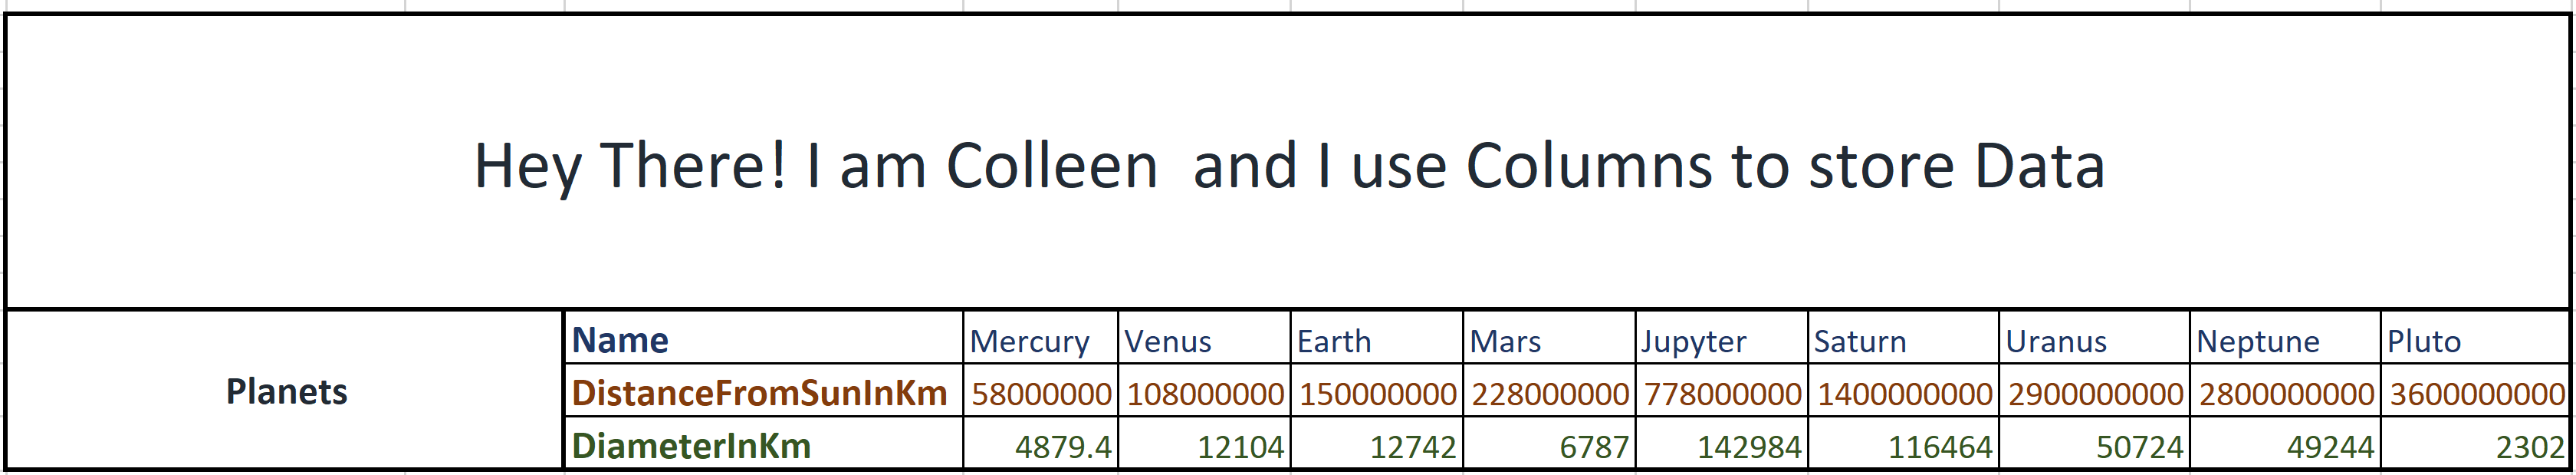 Hey There! I am Colleen  and I use Columns to store Data
Planets
Name Mercury Venus Earth Mars Jupyter Saturn Uranus Neptune Pluto
DistanceFromSunInKm 58000000 108000000 150000000 228000000 778000000 1400000000 2900000000 2800000000 3600000000
DiameterInKm 4879.4 12104 12742 6787 142984 116464 50724 49244 2302